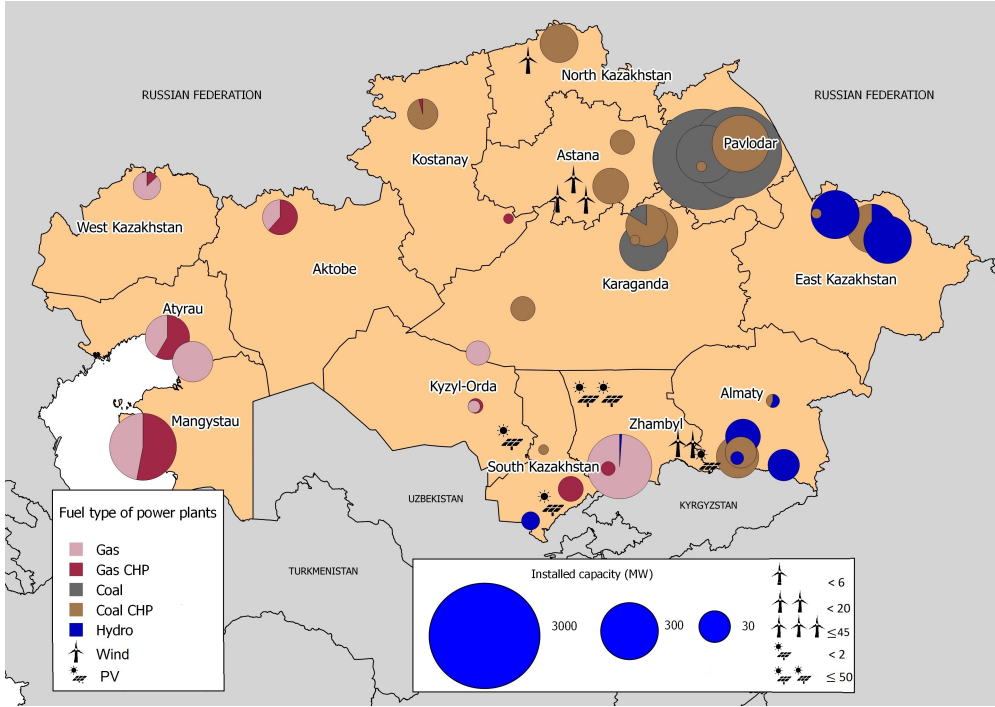 RUSSIAN FEDERATION
North Kazakhstan
RUSSIAN FEDERATION
Pavlodar
Kostanay
Astana
West Kazakhstan
Aktobe
Karaganda
East Kazakhstan
Atyrau
Kyzyl-Orda
Almaty
Mangystau
Zhambyl
South Kazakhstan
UZBEKISTAN
KYRGYZSTAN
TURKMENISTAN
Fuel type of power plants
Gas
Gas CHP
Coal
Coal CHP
Hydro
Wind
PV
Installed capacity (MW)
3000
300
30
< 6
< 20
≤45
< 2
≤ 50